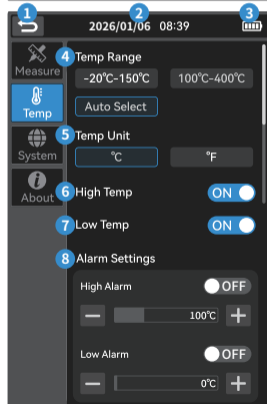 1
2
3
2026/01/06 08:39
Measure
Temp
System
About
4 Temp Range
-20°C-150°C 100°C-400°C
Auto Select
5 Temp Unit
°C °F
6 High Temp ON
7 Low Temp ON
8 Alarm Settings
High Alarm OFF
100°C
Low Alarm OFF
0°C